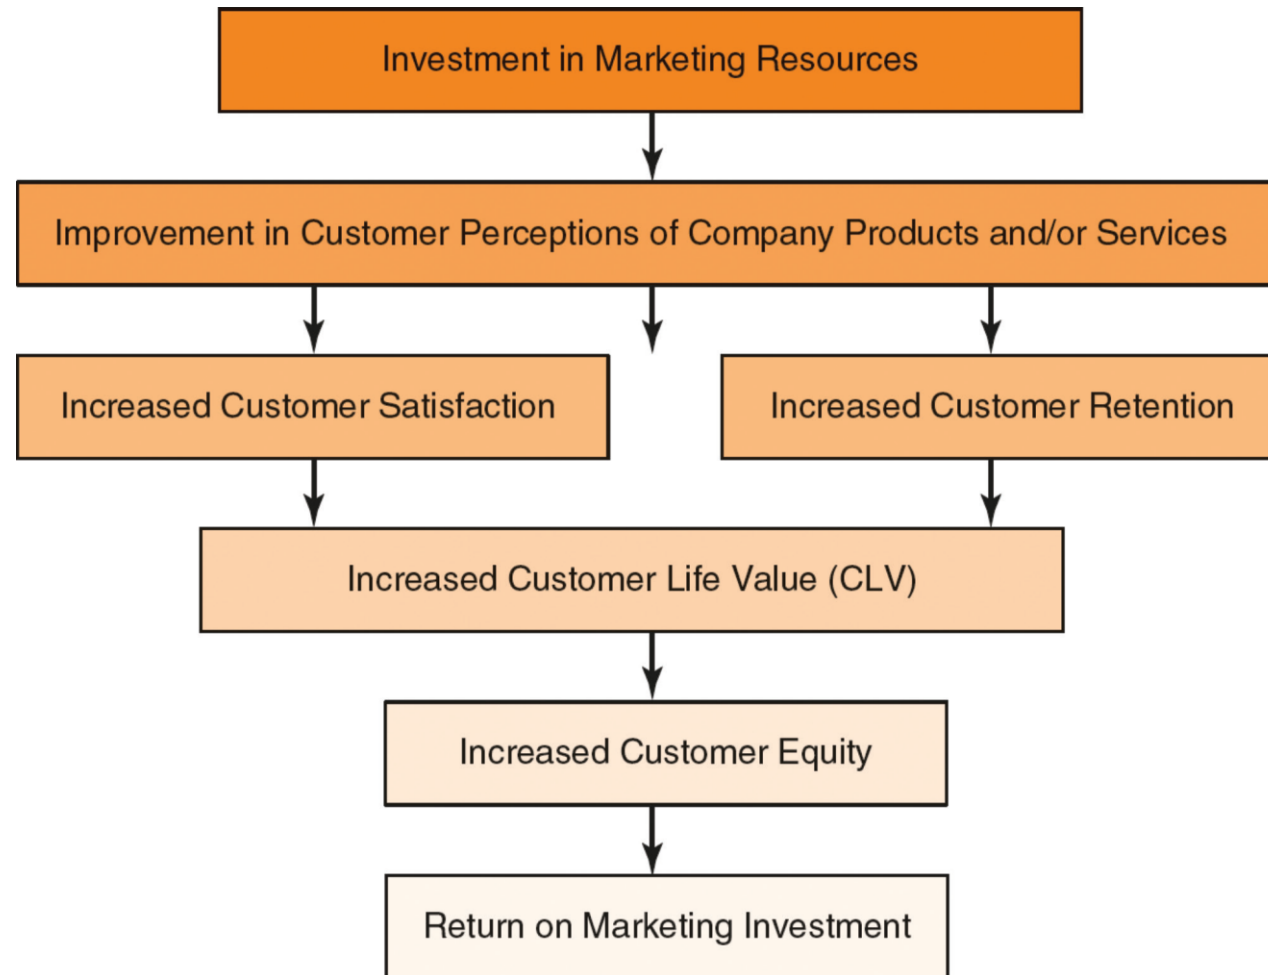 Investment in Marketing Resources
Improvement in Customer Perceptions of Company Products and/or Services
Increased Customer Satisfaction
Increased Customer Retention
Increased Customer Life Value (CLV)
Increased Customer Equity
Return on Marketing Investment